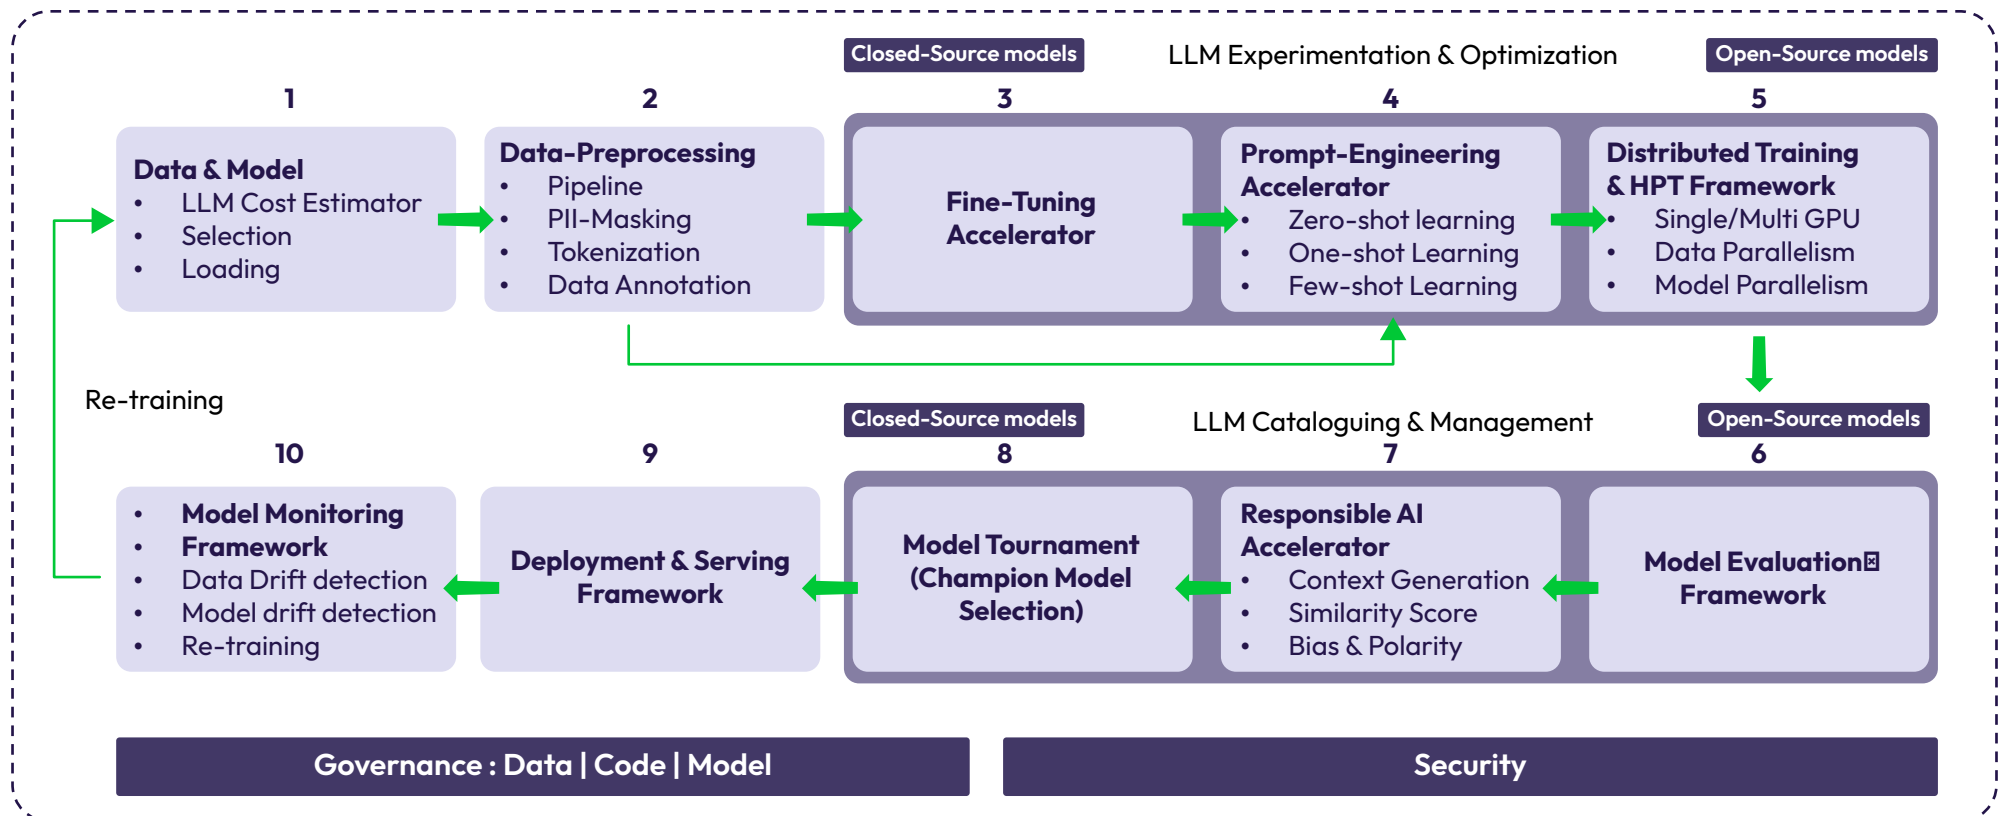 Closed-Source models
LLM Experimentation & Optimization
Open-Source models
1
2
3
4
5
Data & Model
• LLM Cost Estimator
• Selection
• Loading
Data-Preprocessing
• Pipeline
• PII-Masking
• Tokenization
• Data Annotation
Fine-Tuning
Accelerator
Prompt-Engineering
Accelerator
• Zero-shot learning
• One-shot Learning
• Few-shot Learning
Distributed Training
& HPT Framework
• Single/Multi GPU
• Data Parallelism
• Model Parallelism
Re-training
Closed-Source models
LLM Cataloguing & Management
Open-Source models
10
9
8
7
6
• Model Monitoring
• Framework
• Data Drift detection
• Model drift detection
• Re-training
Deployment & Serving
Framework
Model Tournament
(Champion Model
Selection)
Responsible AI
Accelerator
• Context Generation
• Similarity Score
• Bias & Polarity
Model Evaluation
Framework
Governance : Data | Code | Model
Security